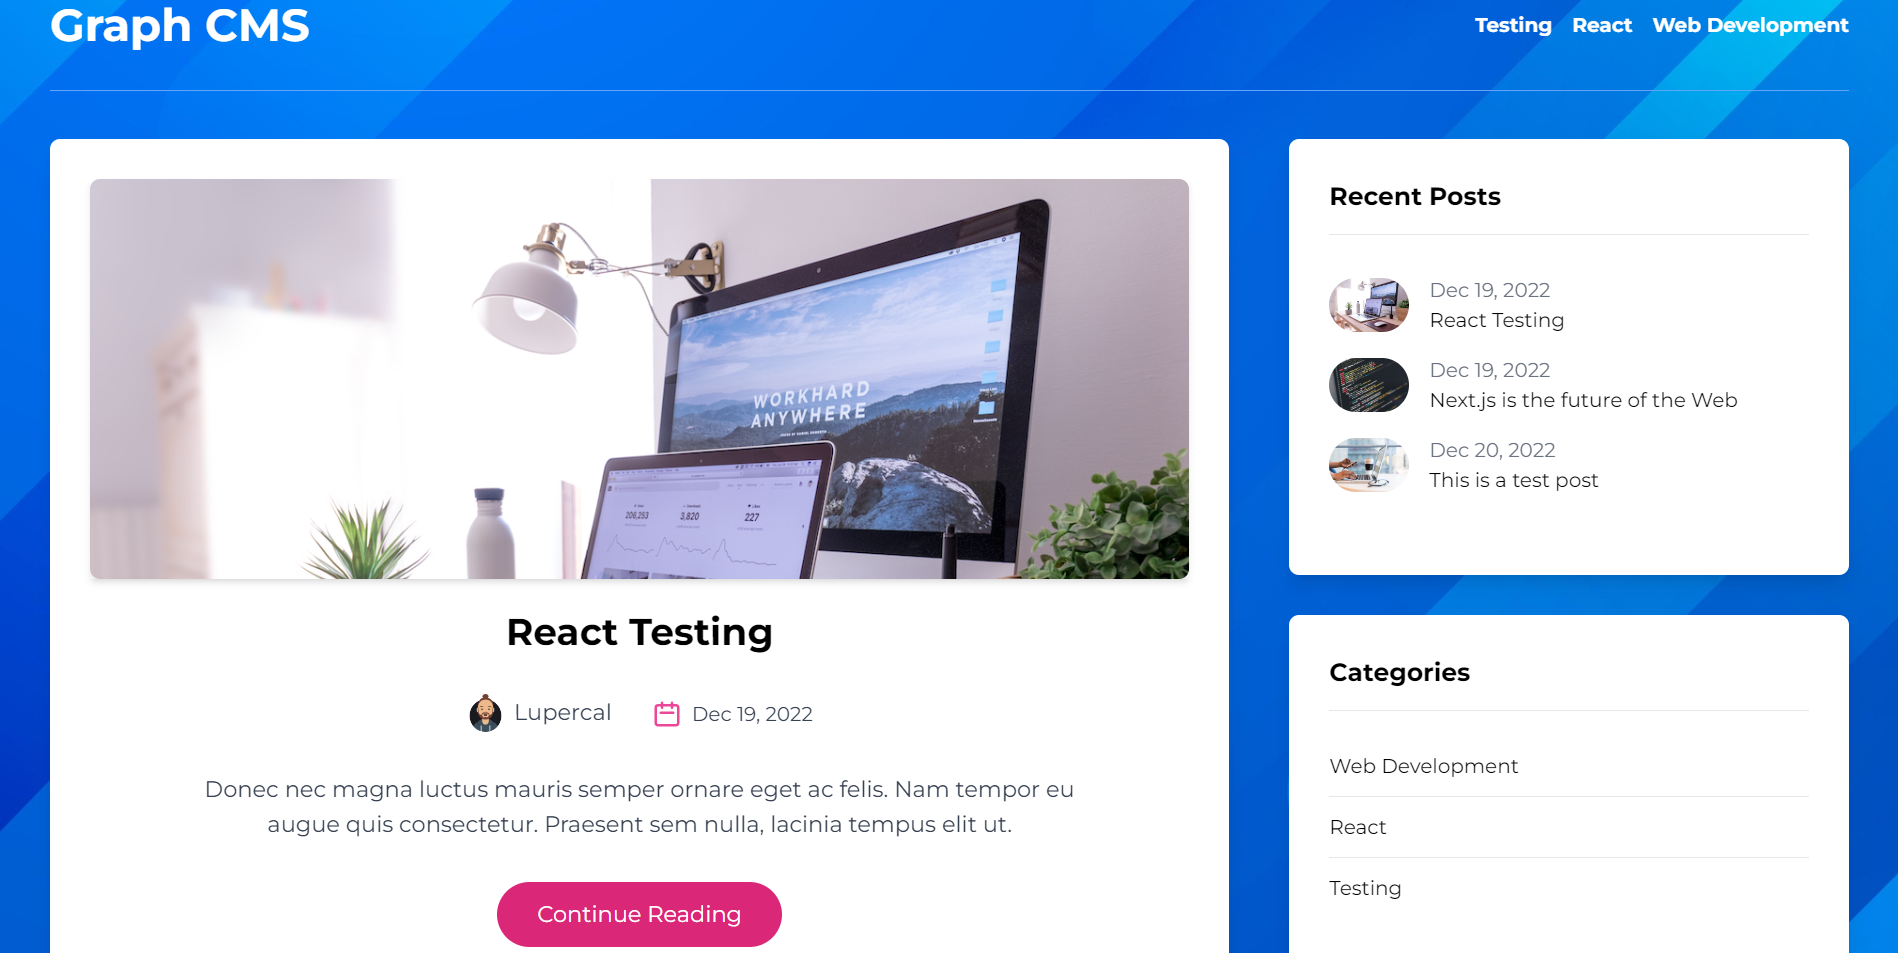 Graph CMS
Testing React Web Development
WORKHARD
ANYWHERE
206,253 3,820 227
React Testing
Lupercal Dec 19, 2022
Donec nec magna luctus mauris semper ornare eget ac felis. Nam tempor eu
augue quis consectetur. Praesent sem nulla, lacinia tempus elit ut.
Continue Reading
Recent Posts
Dec 19, 2022
React Testing
Dec 19, 2022
Next.js is the future of the Web
Dec 20, 2022
This is a test post
Categories
Web Development
React
Testing